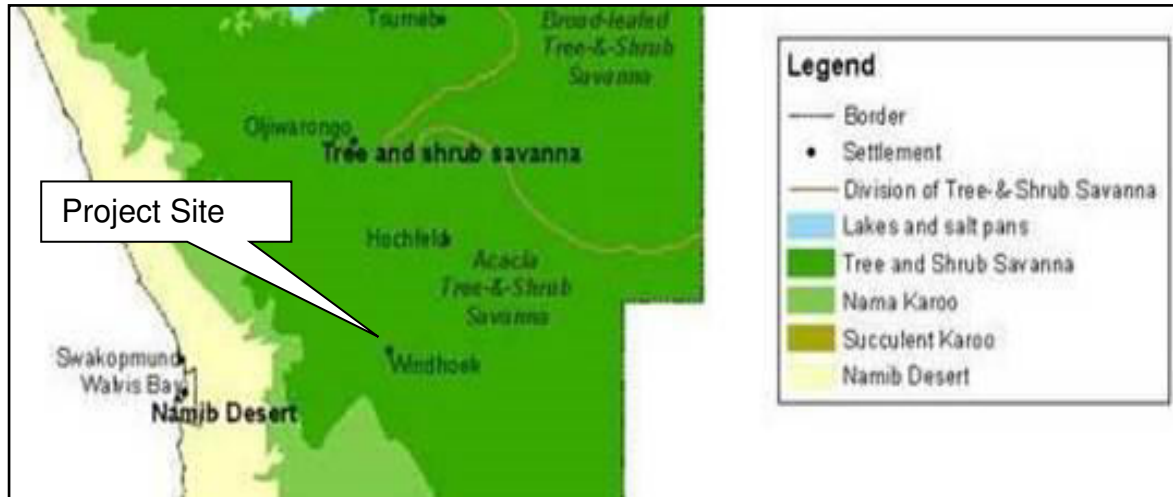 Tsumeb
Broad-leafed
Tree-&-Shrub
Savanna
Otjiwarongo
Tree and shrub savanna
Project Site
Hochfeld
Acacia
Tree-&-Shrub
Savanna
Windhoek
Swakopmund
Walvis Bay
Namib Desert
Legend
Border
Settlement
Division of Tree-& Shrub Savanna
Lakes and salt pans
Tree and Shrub Savanna
Nama Karoo
Succulent Karoo
Namib Desert